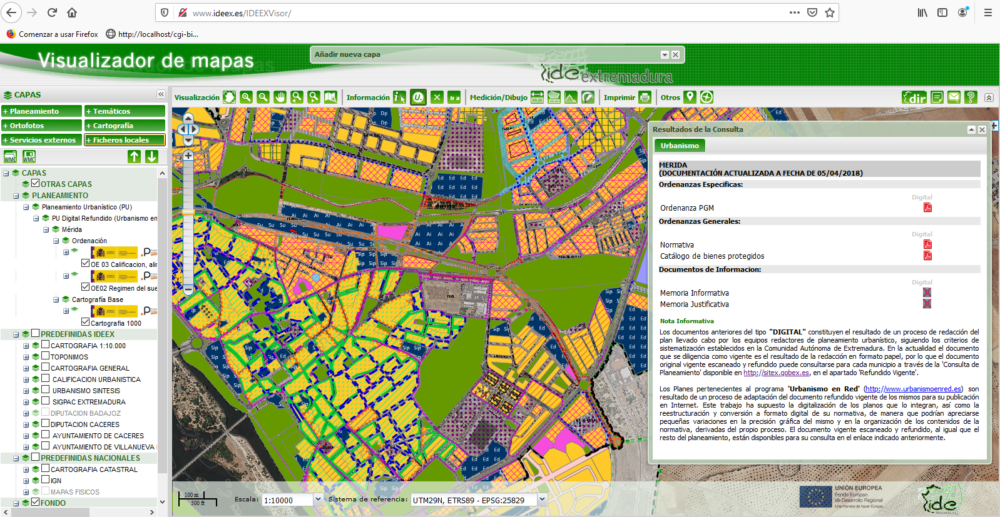 www.ideex.es/IDEEXVisor/
Comenzar a usar Firefox
http://localhost/cgi-bi...
Visualizador de mapas
Añadir nueva capa
ide extremadura
CAPAS
Visualización
Información
Ira
Medición/Dibujo
Imprimir
Otros
dir
+ Planeamiento
+ Temáticos
+ Ortofotos
+ Cartografía
+ Servicios externos
+ Ficheros locales
WMC
WMC
CAPAS
OTRAS CAPAS
PLANEAMIENTO
Planeamiento Urbanístico (PU)
PU Digital Refundido (Urbanismo en
Mérida
Ordenación
OE 03 Calificacion, alin
OE02 Regimen del sue
Cartografía Base
Cartografia 1000
PREDEFINIDAS IDEEX
CARTOGRAFIA 1:10.000
TOPONIMOS
CARTOGRAFIA GENERAL
CALIFICACION URBANISTICA
URBANISMO SINTESIS
SIGPAC EXTREMADURA
DIPUTACION BADAJOZ
DIPUTACION CACERES
AYUNTAMIENTO DE CACERES
AYUNTAMIENTO DE VILLANUEVA
PREDEFINIDAS NACIONALES
CARTOGRAFIA CATASTRAL
IGN
MAPAS FISICOS
FONDO
Resultados de la Consulta
Urbanismo
MERIDA
(DOCUMENTACIÓN ACTUALIZADA A FECHA DE 05/04/2018)
Ordenanzas Especificas:
Digital
Ordenanza PGM
Ordenanzas Generales:
Digital
Normativa
Catálogo de bienes protegidos
Documentos de Informacion:
Digital
Memoria Informativa
Memoria Justificativa
Nota Informativa
Los documentos anteriores del tipo "DIGITAL" constituyen el resultado de un proceso de redacción del
plan llevado cabo por los equipos redactores de planeamiento urbanístico, siguiendo los criterios de
sistematización establecidos en la Comunidad Autónoma de Extremadura. En la actualidad el documento
que se diligencia como vigente es el resultado de la redacción en formato papel, por lo que el documento
original vigente escaneado y refundido puede consultarse para cada municipio a través de la 'Consulta de
Planeamiento' disponible en http://sitex.gobex.es, en el apartado 'Refundido Vigente'.
Los Planes pertenecientes al programa 'Urbanismo en Red' (http://www.urbanismoenred.es) son
resultado de un proceso de adaptación del documento refundido vigente de los mismos para su publicación
en Internet. Este trabajo ha supuesto la digitalización de los planos que lo integran, así como la
reestructuración y conversión a formato digital de su normativa, de manera que podrían apreciarse
pequeñas variaciones en la precisión gráfica del mismo y en la organización de los contenidos de la
normativa, derivadas del propio proceso. El documento vigente escaneado y refundido, al igual que el
resto del planeamiento, están disponibles para su consulta en el enlace indicado anteriormente.
100 m
500 ft
Escala:
1:10000
Sistema de referencia:
UTM29N, ETRS89 - EPSG:25829
UNIÓN EUROPEA
Fondo Europeo
de Desarrollo Regional
Una manera de hacer Europa
ide
extremadura